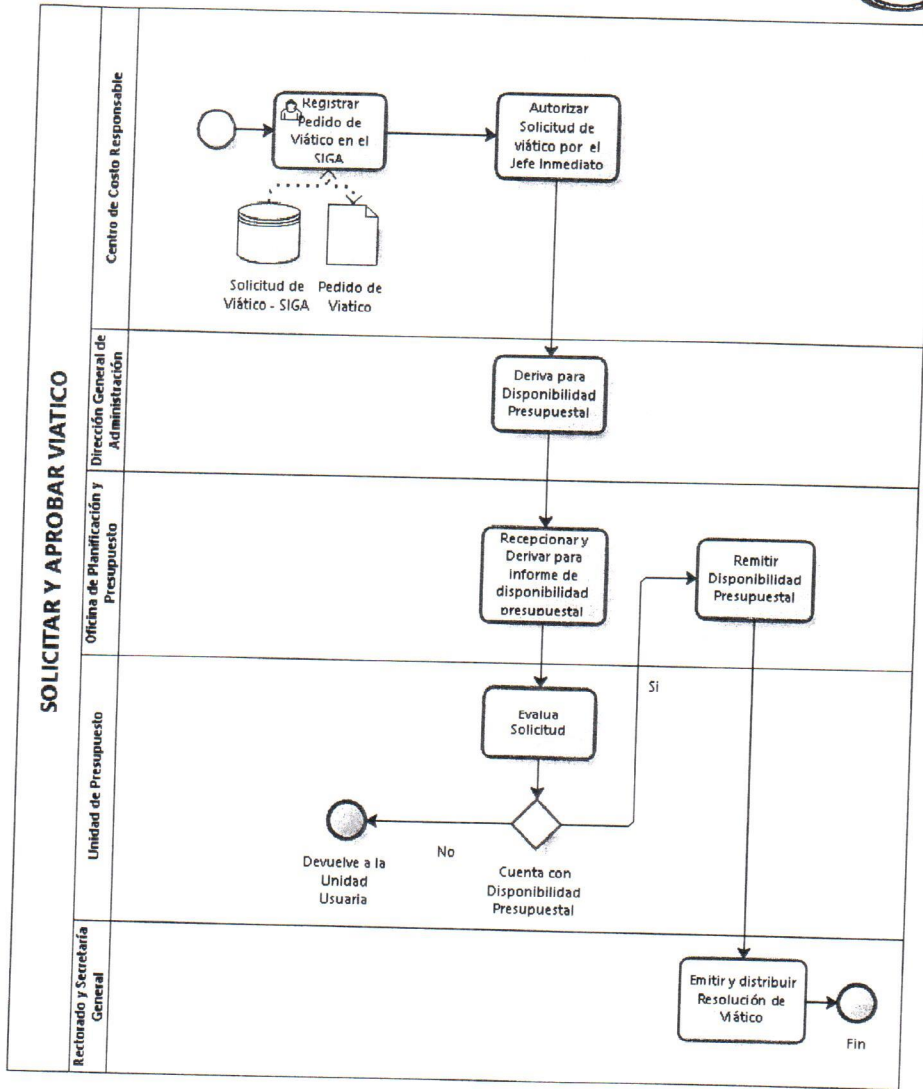 SOLICITAR Y APROBAR VIATICO
Centro de Costo Responsable
Registrar
Pedido de
Viático en el
SIGA
Autorizar
Solicitud de
viático por el
Jefe Inmediato
Solicitud de
Viático - SIGA
Pedido de
Viatico
Dirección General de
Administración
Deriva para
Disponibilidad
Presupuestal
Oficina de Planificación y
Presupuesto
Recepcionar y
Derivar para
informe de
disponibilidad
presupuestal
Remitir
Disponibilidad
Presupuestal
Unidad de Presupuesto
Evalua
Solicitud
Si
No
Devuelve a la
Unidad
Usuaria
Cuenta con
Disponibilidad
Presupuestal
Rectorado y Secretaría
General
Emitir y distribuir
Resolución de
Viático
Fin